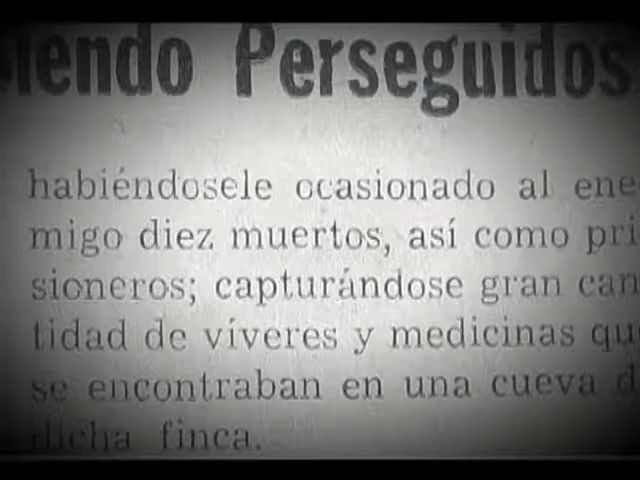 iendo Perseguidos
habiéndosele ocasionado al ene-
migo diez muertos, así como pri
sioneros; capturándose gran can
tidad de víveres y medicinas qu
se encontraban en una cueva d
dicha finca.